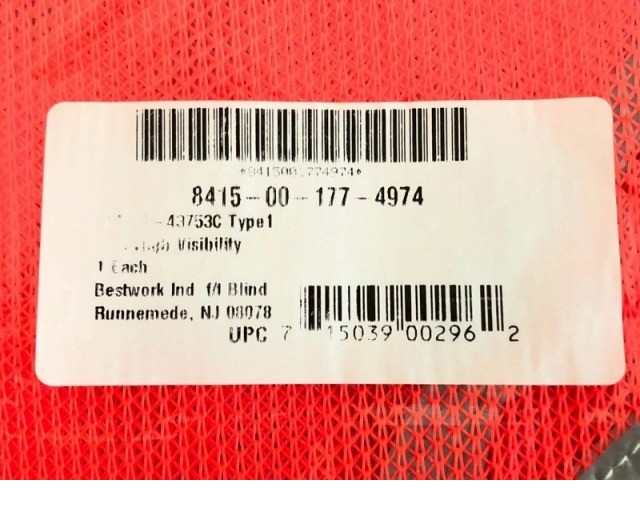 *8415001774974*
8415-00-177-4974
-43753C Type1
High Visibility
1 Each
Bestwork Ind f/t Blind
Runnemede, NJ 08078
UPC 7 15039 00296 2